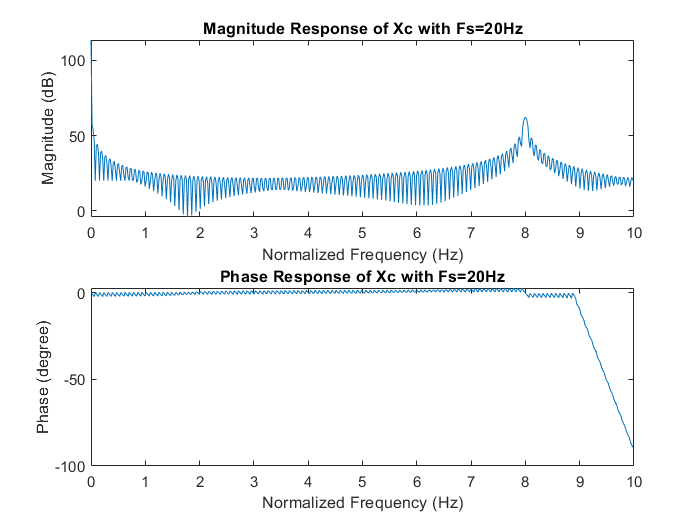 Magnitude Response of Xc with Fs=20Hz
100
50
0
Magnitude (dB)
0 1 2 3 4 5 6 7 8 9 10
Normalized Frequency (Hz)
Phase Response of Xc with Fs=20Hz
0
-50
-100
Phase (degree)
0 1 2 3 4 5 6 7 8 9 10
Normalized Frequency (Hz)